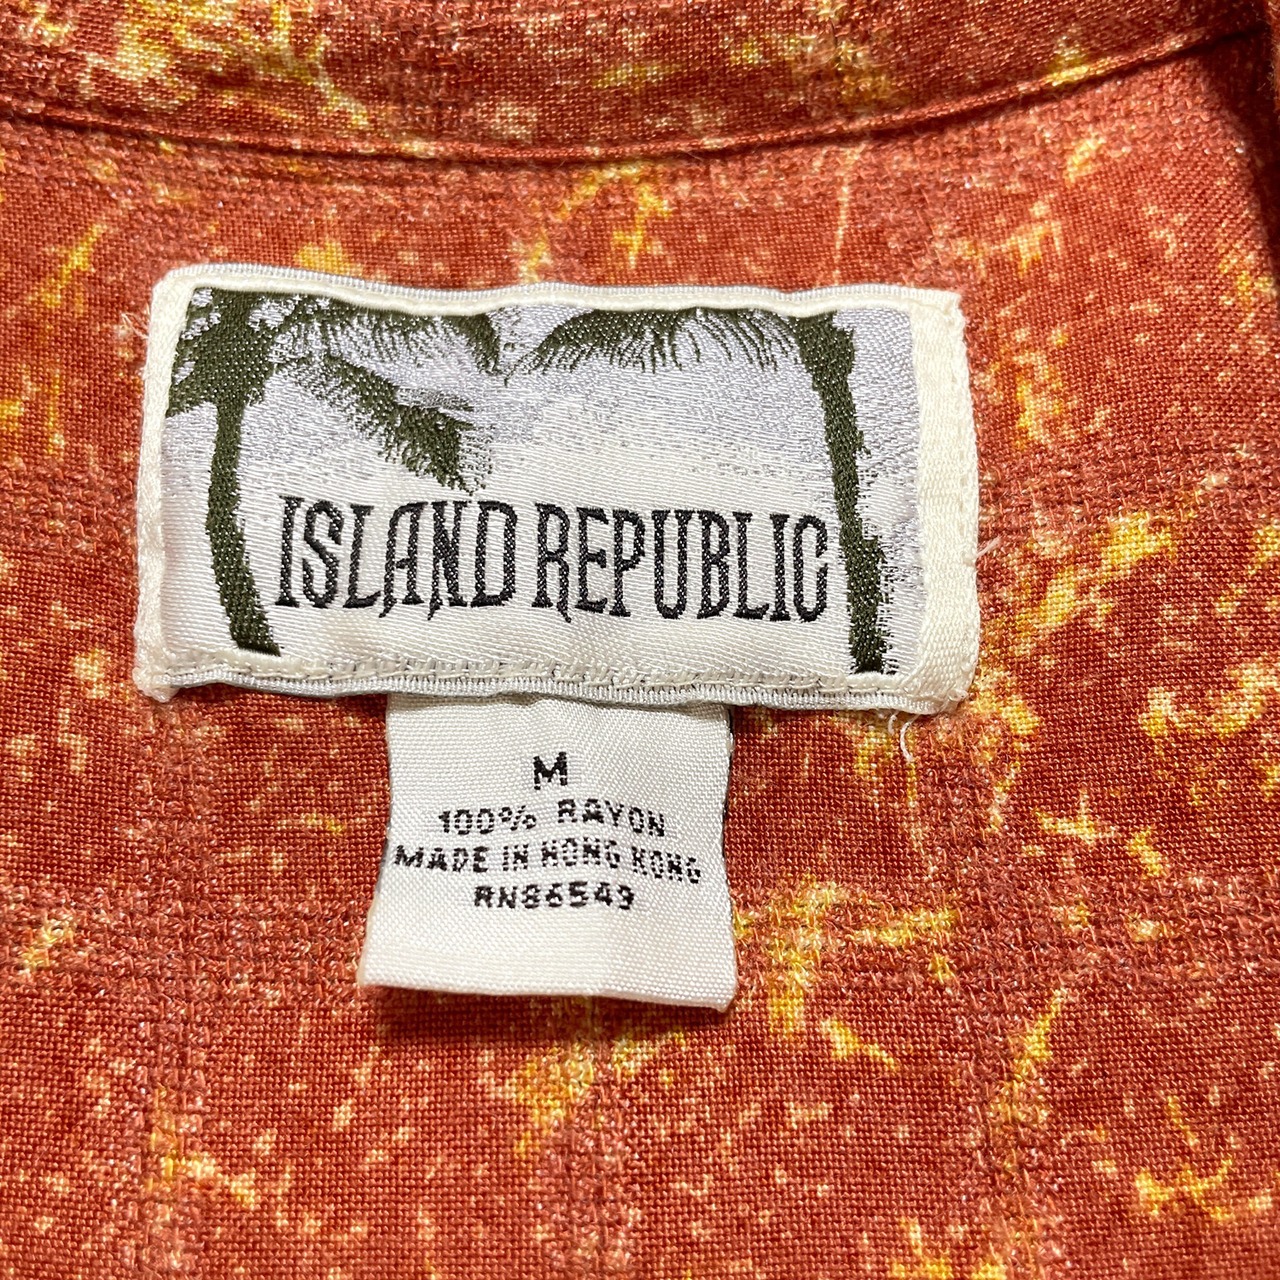 ISLAND REPUBLIC
M
100% RAYON
MADE IN HONG KONG
RN86549